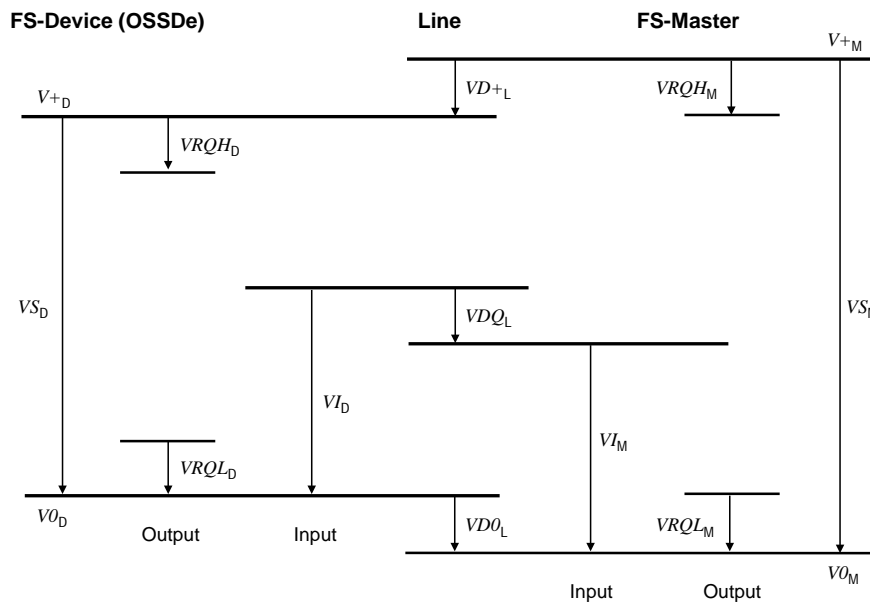 FS-Device (OSSDe) Line FS-Master
V+M
V+D VD+L VRQHM
VRQHD
VSD VDQL VSM
VID
VIM
VRQLD
V0D VD0L VRQLM
Output Input
V0M
Input Output